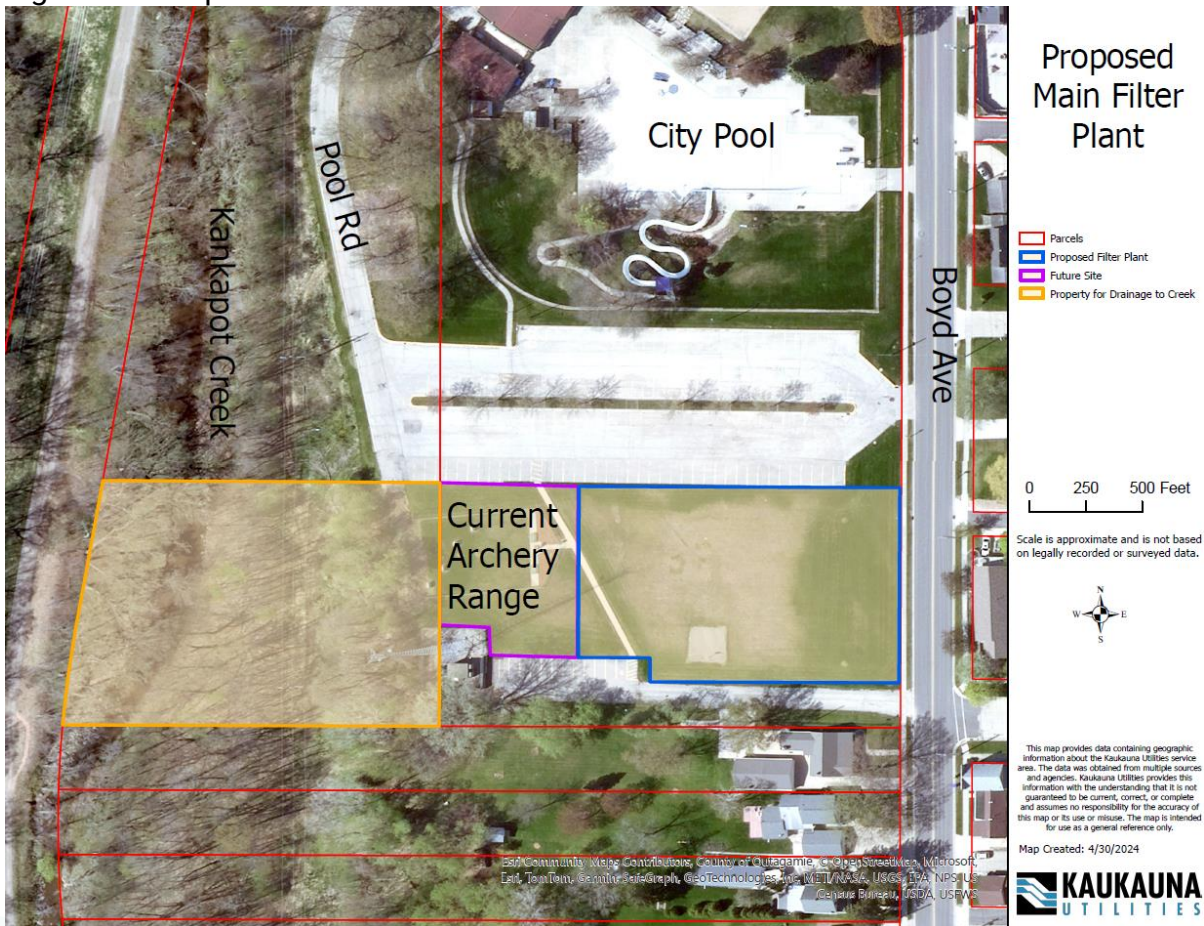 City Pool
Pool Rd
Kankapot Creek
Boyd Ave
Current
Archery
Range
Proposed
Main Filter
Plant
Parcels
Proposed Filter Plant
Future Site
Property for Drainage to Creek
0 250 500 Feet
Scale is approximate and is not based
on legally recorded or surveyed data.
N
W E
S
This map provides data containing geographic
information about the Kaukauna Utilities service
area. The data was obtained from multiple sources
and agencies. Kaukauna Utilities provides this
information with the understanding that it is not
guaranteed to be current, correct, or complete
and assumes no responsibility for the accuracy of
this map or its use or misuse. The map is intended
for use as a general reference only.
Map Created: 4/30/2024
KAUKAUNA
UTILITIES
Esri Community Maps Contributors, County of Outagamie, © OpenStreetMap, Microsoft,
Esri, TomTom, Garmin, SafeGraph, GeoTechnologies, Inc, METI/NASA, USGS, EPA, NPS, US
Census Bureau, USDA, USFWS